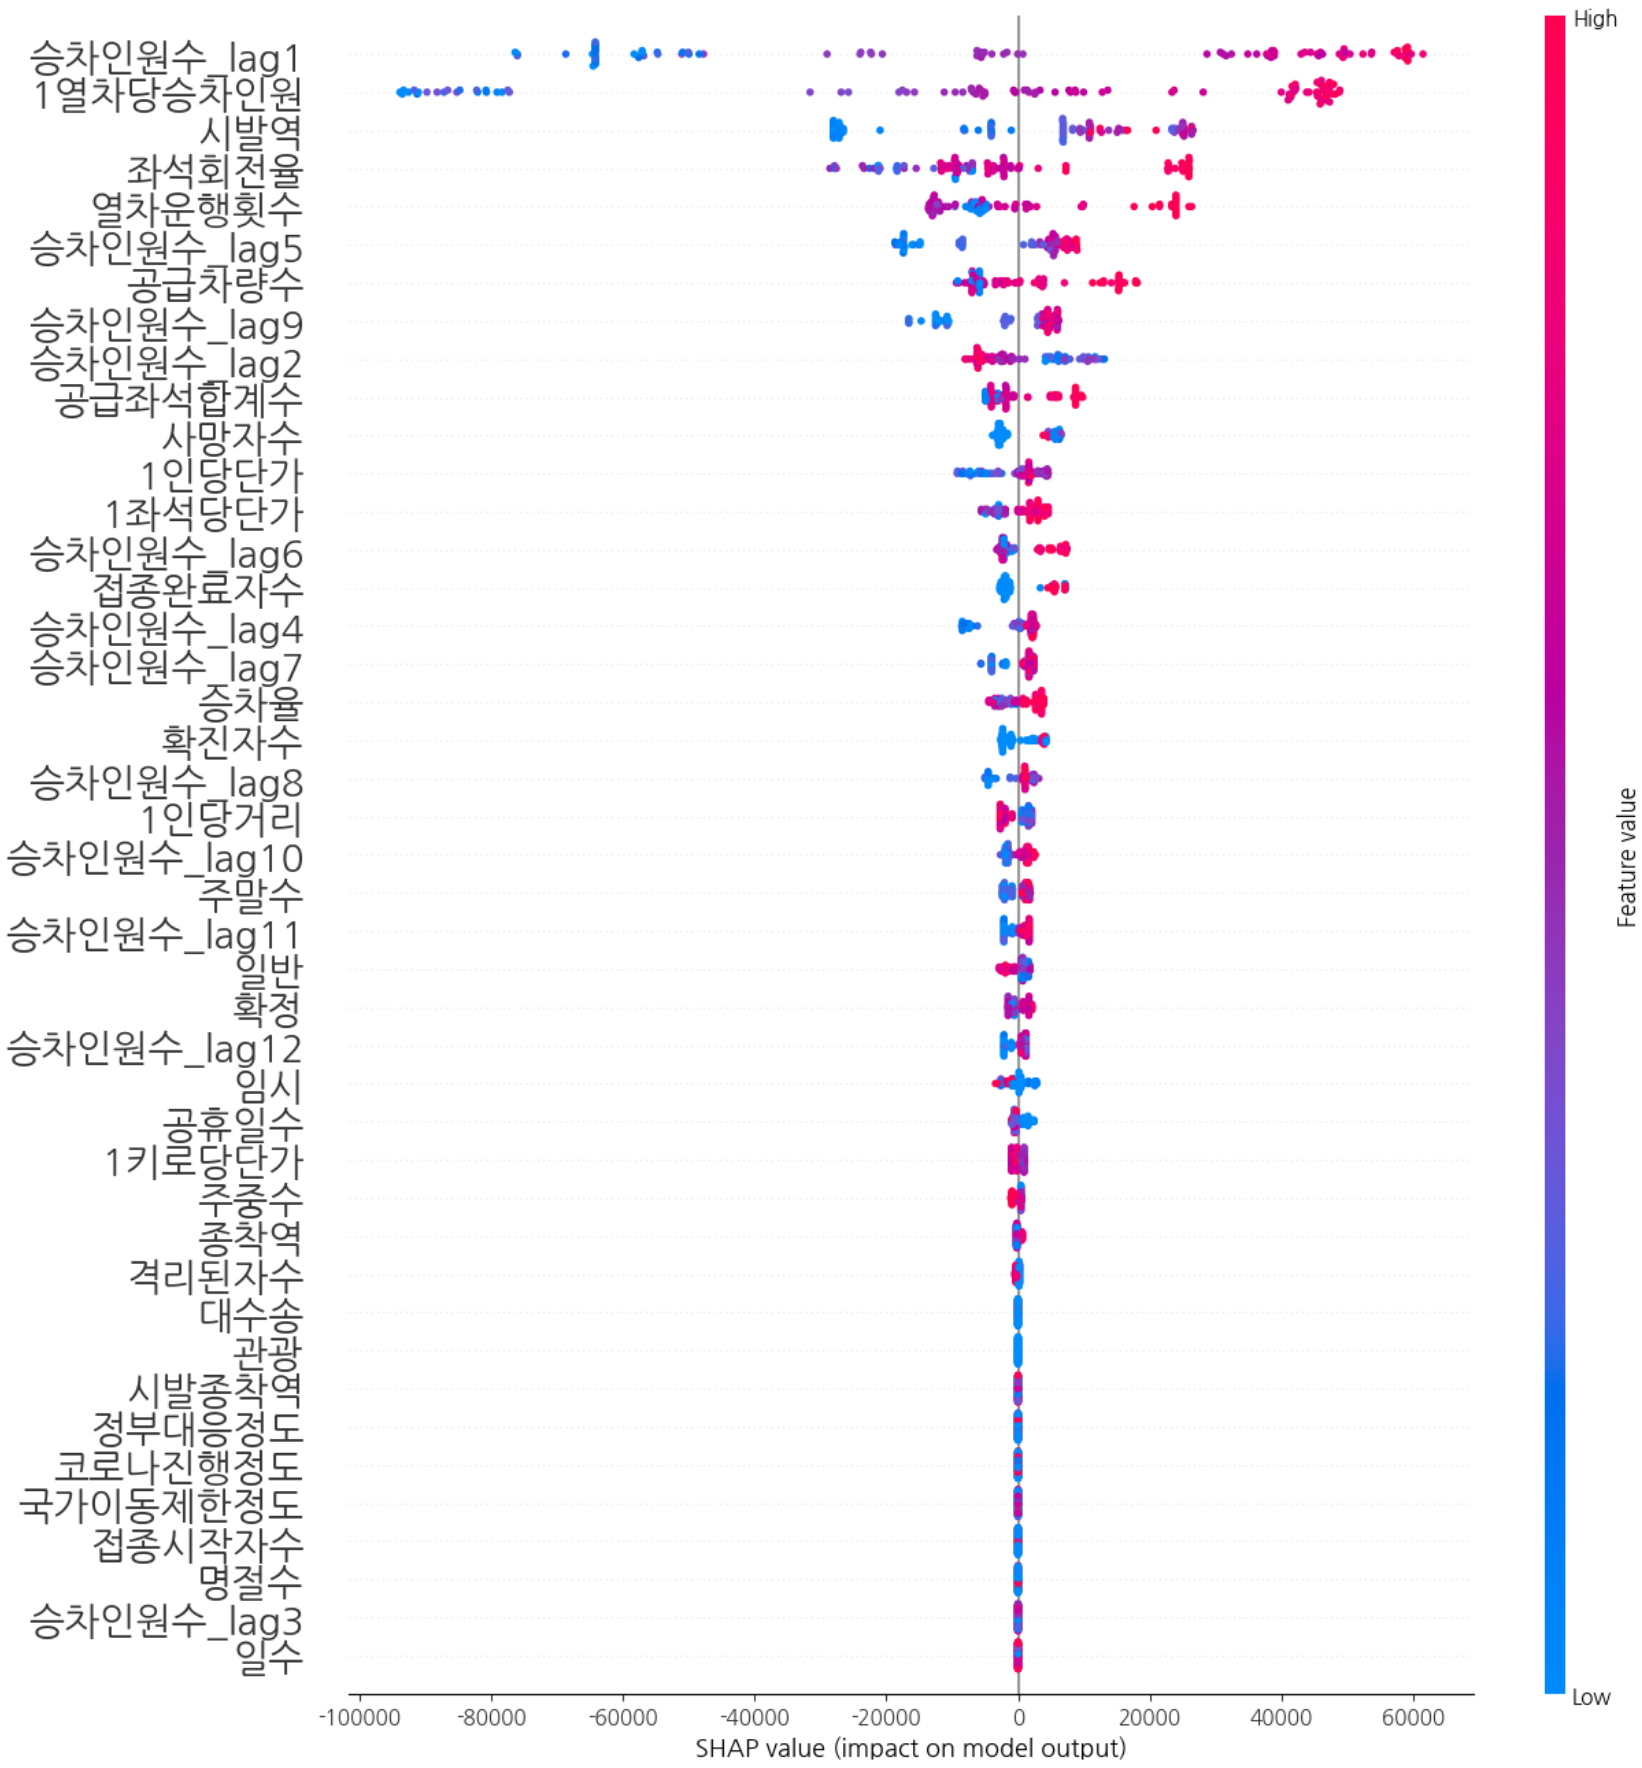 승차인원수_lag1
1열차당승차인원
시발역
좌석회전율
열차운행횟수
승차인원수_lag5
공급차량수
승차인원수_lag9
승차인원수_lag2
공급좌석합계수
사망자수
1인당단가
1좌석당단가
승차인원수_lag6
접종완료자수
승차인원수_lag4
승차인원수_lag7
증차율
확진자수
승차인원수_lag8
1인당거리
승차인원수_lag10
주말수
승차인원수_lag11
일반
확정
승차인원수_lag12
임시
공휴일수
1키로당단가
주중수
종착역
격리된자수
대수송
관광
시발종착역
정부대응정도
코로나진행정도
국가이동제한정도
접종시작자수
명절수
승차인원수_lag3
일수
-100000 -80000 -60000 -40000 -20000 0 20000 40000 60000
SHAP value (impact on model output)
High
Feature value
Low